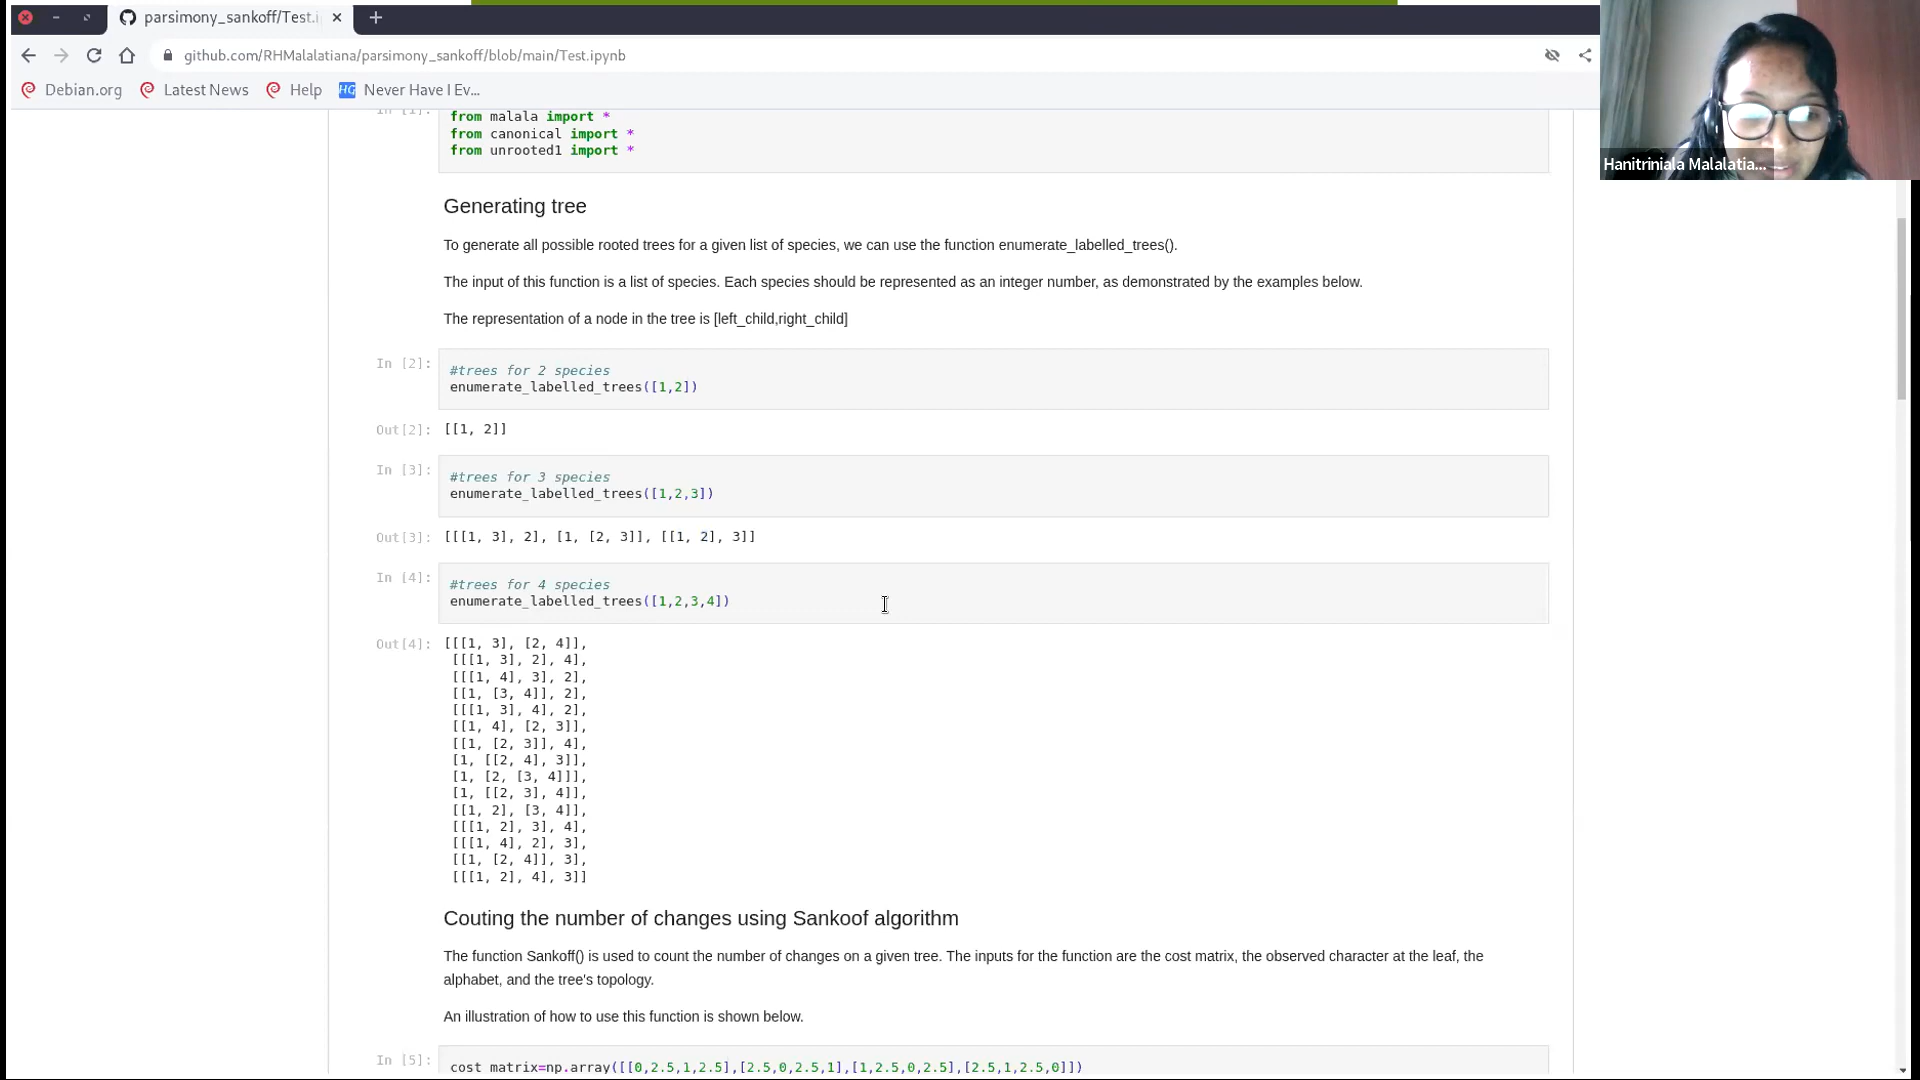 parsimony_sankoff/Test.i
github.com/RHMalalatiana/parsimony_sankoff/blob/main/Test.ipynb
Debian.org
Latest News
Help
HG
Never Have I Ev...
Hanitriniala Malalatia...
In [1]:
from malala import *
from canonical import *
from unrooted1 import *
Generating tree
To generate all possible rooted trees for a given list of species, we can use the function enumerate_labelled_trees().
The input of this function is a list of species. Each species should be represented as an integer number, as demonstrated by the examples below.
The representation of a node in the tree is [left_child,right_child]
In [2]:
#trees for 2 species
enumerate_labelled_trees([1,2])
Out[2]:
[[1, 2]]
In [3]:
#trees for 3 species
enumerate_labelled_trees([1,2,3])
Out[3]:
[[[1, 3], 2], [1, [2, 3]], [[1, 2], 3]]
In [4]:
#trees for 4 species
enumerate_labelled_trees([1,2,3,4])
Out[4]:
[[[1, 3], [2, 4]],
[[[1, 3], 2], 4],
[[[1, 4], 3], 2],
[[1, [3, 4]], 2],
[[[1, 3], 4], 2],
[[1, 4], [2, 3]],
[[1, [2, 3]], 4],
[1, [[2, 4], 3]],
[1, [2, [3, 4]]],
[1, [[2, 3], 4]],
[[1, 2], [3, 4]],
[[[1, 2], 3], 4],
[[[1, 4], 2], 3],
[[1, [2, 4]], 3],
[[[1, 2], 4], 3]]
Couting the number of changes using Sankoof algorithm
The function Sankoff() is used to count the number of changes on a given tree. The inputs for the function are the cost matrix, the observed character at the leaf, the
alphabet, and the tree's topology.
An illustration of how to use this function is shown below.
In [5]:
cost_matrix=np.array([[0,2.5,1,2.5],[2.5,0,2.5,1],[1,2.5,0,2.5],[2.5,1,2.5,0]])